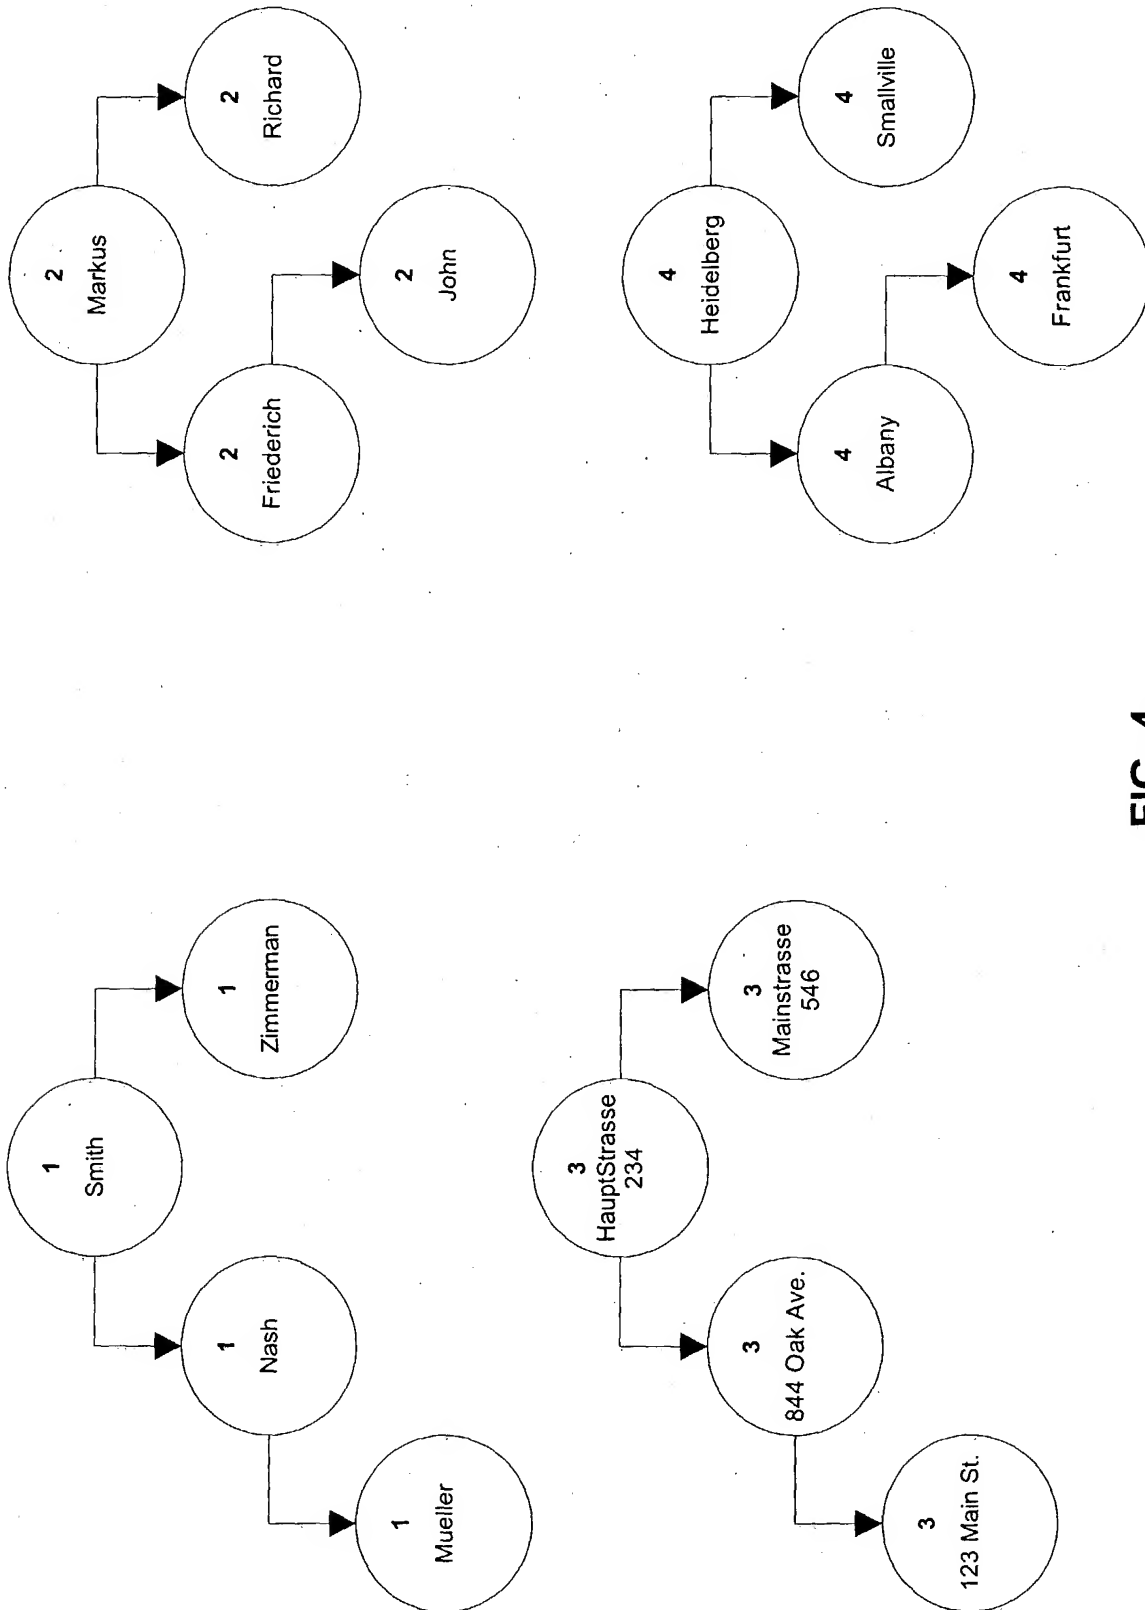 1
Smith
1
Nash
1
Zimmerman
1
Mueller
2
Markus
2
Friederich
2
Richard
2
John
3
HauptStrasse
234
3
844 Oak Ave.
3
Mainstrasse
546
3
123 Main St.
4
Heidelberg
4
Albany
4
Smallville
4
Frankfurt
FIG. 4